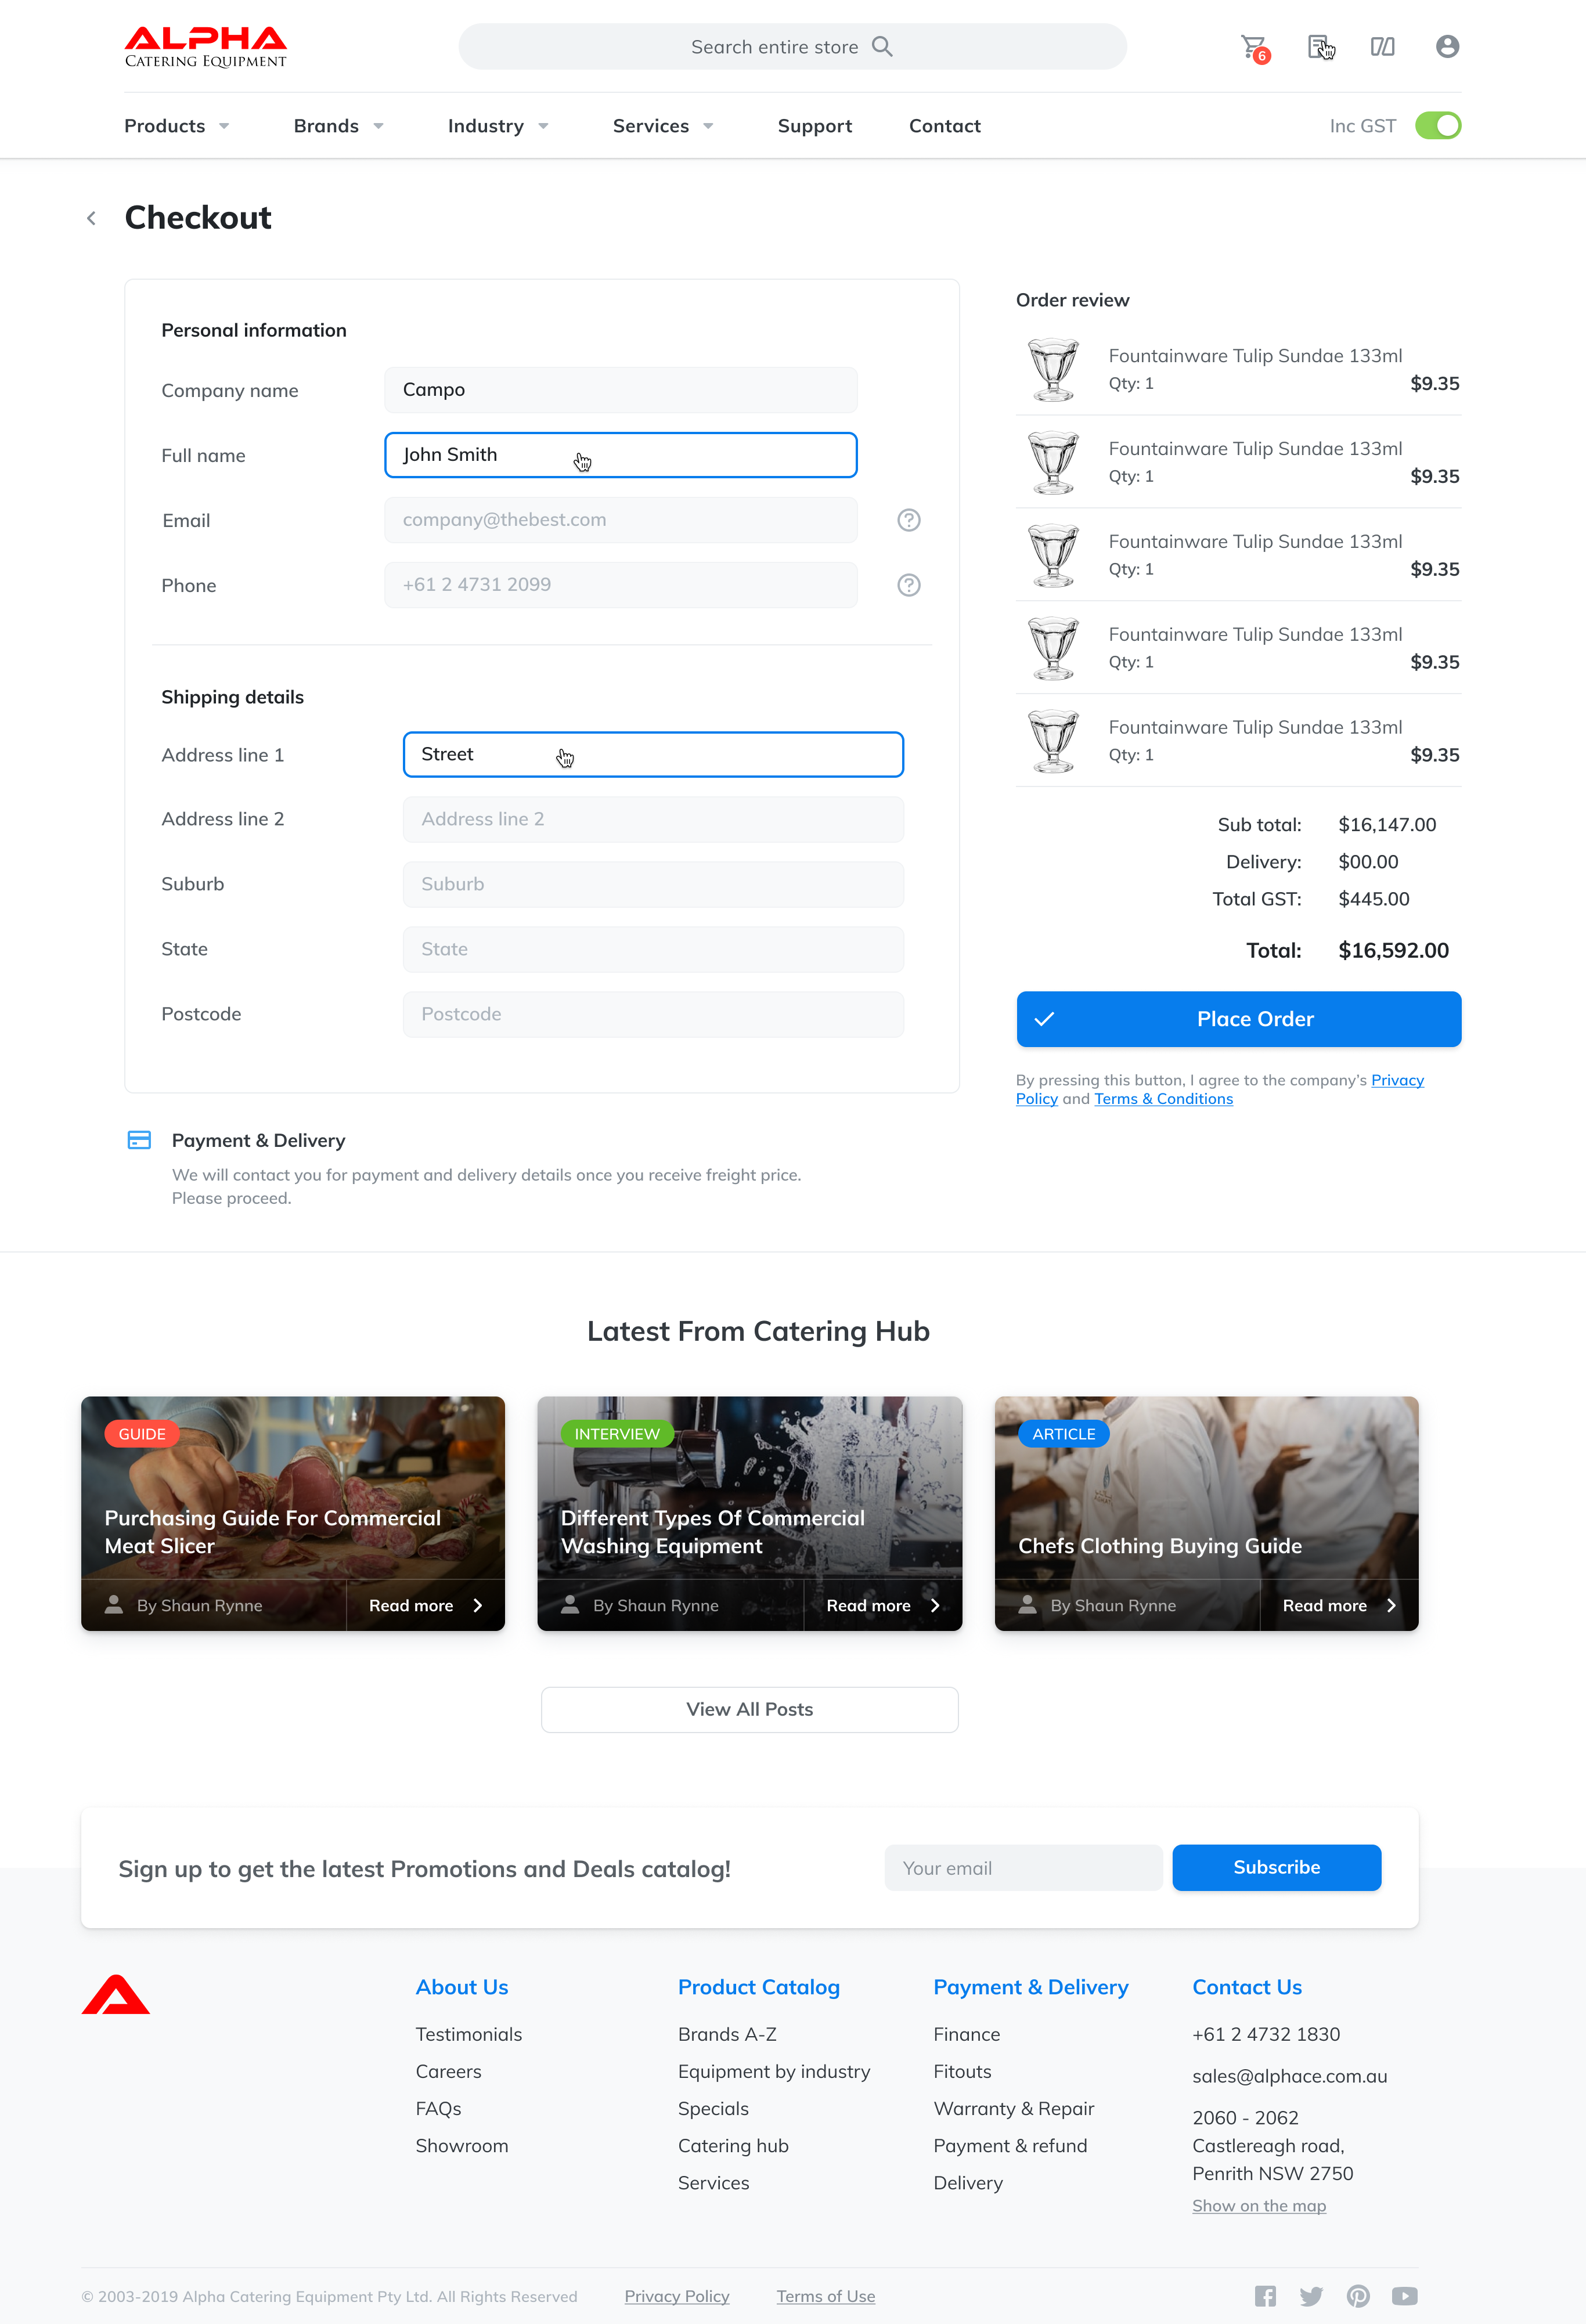 ALPHA
CATERING EQUIPMENT
Search entire store
6
Products
Brands
Industry
Services
Support
Contact
Inc GST
Checkout
Personal information
Company name
Campo
Full name
John Smith
Email
company@thebest.com
?
Phone
+61 2 4731 2099
?
Shipping details
Address line 1
Street
Address line 2
Address line 2
Suburb
Suburb
State
State
Postcode
Postcode
Payment & Delivery
We will contact you for payment and delivery details once you receive freight price.
Please proceed.
Order review
Fountainware Tulip Sundae 133ml
Qty: 1
$9.35
Fountainware Tulip Sundae 133ml
Qty: 1
$9.35
Fountainware Tulip Sundae 133ml
Qty: 1
$9.35
Fountainware Tulip Sundae 133ml
Qty: 1
$9.35
Fountainware Tulip Sundae 133ml
Qty: 1
$9.35
Sub total: $16,147.00
Delivery: $00.00
Total GST: $445.00
Total: $16,592.00
Place Order
By pressing this button, I agree to the company's Privacy
Policy and Terms & Conditions
Latest From Catering Hub
GUIDE
Purchasing Guide For Commercial
Meat Slicer
By Shaun Rynne
Read more
INTERVIEW
Different Types Of Commercial
Washing Equipment
By Shaun Rynne
Read more
ARTICLE
Chefs Clothing Buying Guide
By Shaun Rynne
Read more
View All Posts
Sign up to get the latest Promotions and Deals catalog!
Your email
Subscribe
About Us
Testimonials
Careers
FAQs
Showroom
Product Catalog
Brands A-Z
Equipment by industry
Specials
Catering hub
Services
Payment & Delivery
Finance
Fitouts
Warranty & Repair
Payment & refund
Delivery
Contact Us
+61 2 4732 1830
sales@alphace.com.au
2060 - 2062
Castlereagh road,
Penrith NSW 2750
Show on the map
© 2003-2019 Alpha Catering Equipment Pty Ltd. All Rights Reserved
Privacy Policy
Terms of Use